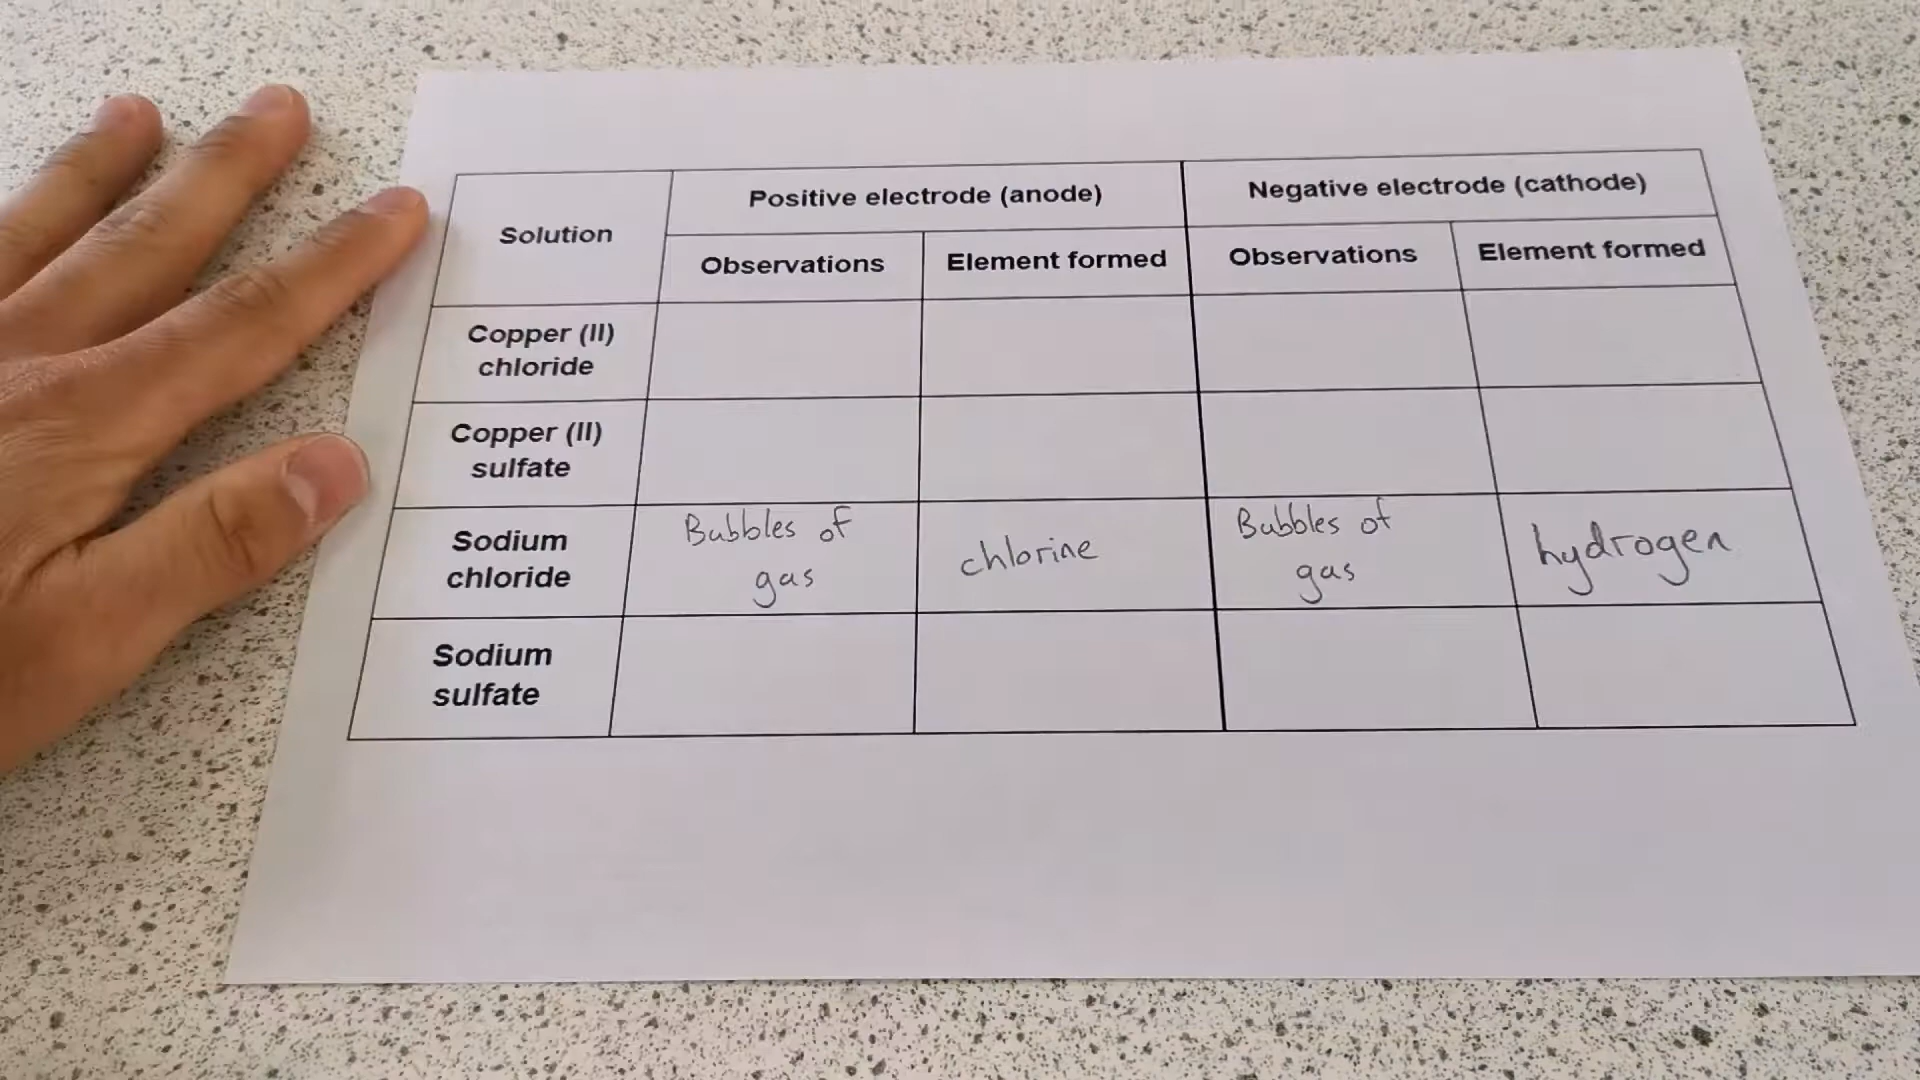 Solution
Positive electrode (anode)
Negative electrode (cathode)
Observations
Element formed
Observations
Element formed
Copper (II)
chloride
Copper (II)
sulfate
Sodium
chloride
Bubbles of
gas
chlorine
Bubbles of
gas
hydrogen
Sodium
sulfate